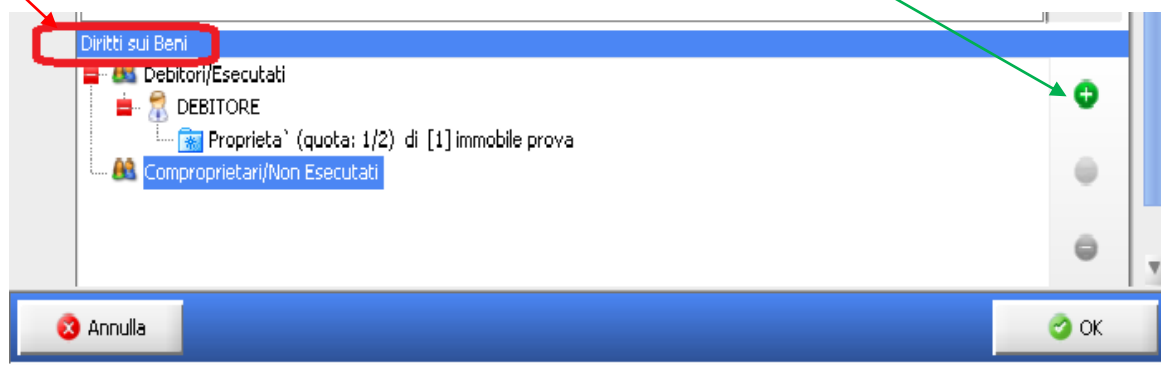 Diritti sui Beni
Debitori/Esecutati
DEBITORE
Proprieta` (quota: 1/2) di [1] immobile prova
Comproprietari/Non Esecutati
Annulla
OK